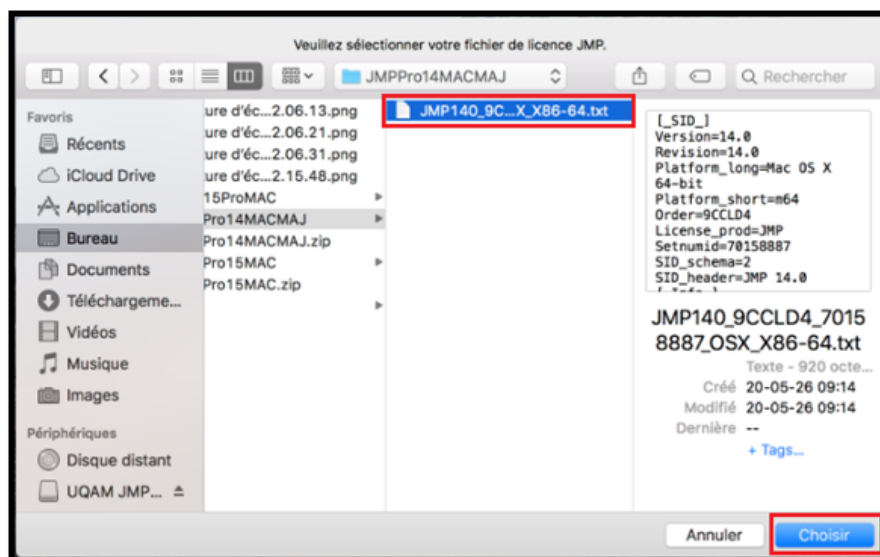 Veuillez sélectionner votre fichier de licence JMP.
JMPPro14MACMAJ
Rechercher
Favoris
Récents
iCloud Drive
Applications
Bureau
Documents
Téléchargeme...
Vidéos
Musique
Images
Périphériques
Disque distant
UQAM JMP...
ure d'éc...2.06.13.png
ure d'éc...2.06.21.png
ure d'éc...2.06.31.png
ure d'éc...2.15.48.png
15ProMAC
Pro14MACMAJ
Pro14MACMAJ.zip
Pro15MAC
Pro15MAC.zip
JMP140_9C...X_X86-64.txt
[_SID_]
Version=14.0
Revision=14.0
Platform_long=Mac OS X
64-bit
Platform_short=m64
Order=9CCLD4
License_prod=JMP
Setnumid=70158887
SID_schema=2
SID_header=JMP 14.0
JMP140_9CCLD4_7015
8887_OSX_X86-64.txt
Texte - 920 octe...
Créé 20-05-26 09:14
Modifié 20-05-26 09:14
Dernière --
+ Tags...
Annuler
Choisir